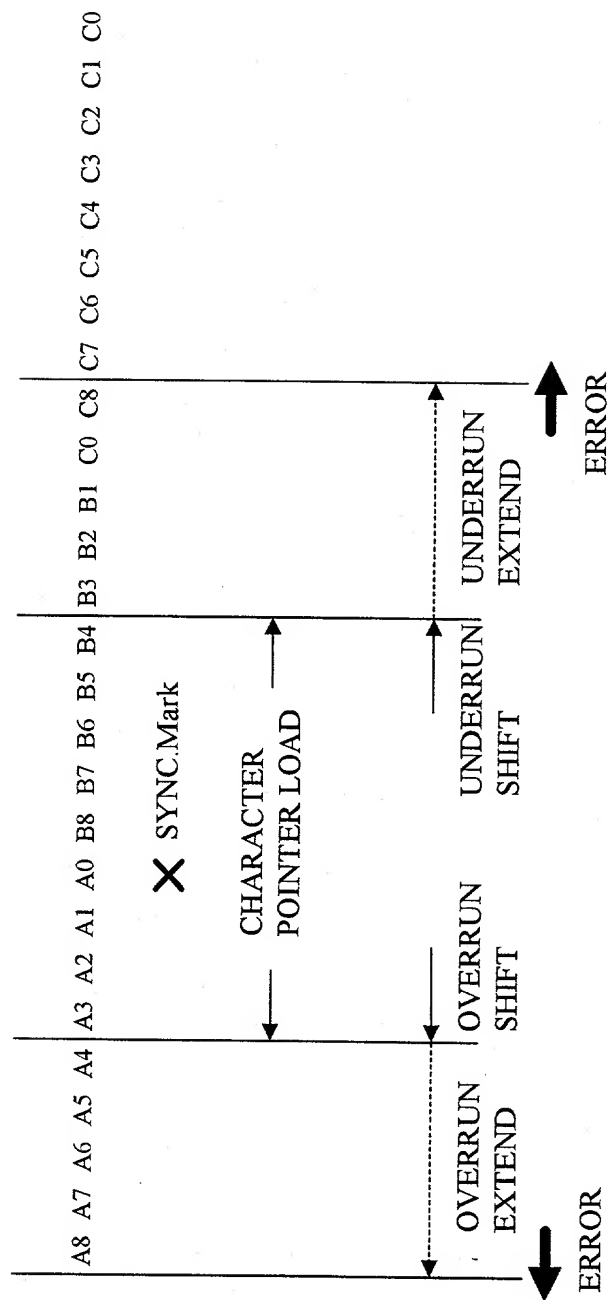 A8 A7 A6 A5 A4 A3 A2 A1 A0 B8 B7 B6 B5 B4 B3 B2 B1 C0 C8 C7 C6 C5 C4 C3 C2 C1 C0
SYNC.Mark
CHARACTER
POINTER LOAD
OVERRUN
EXTEND
OVERRUN
SHIFT
UNDERRUN
SHIFT
UNDERRUN
EXTEND
ERROR
ERROR